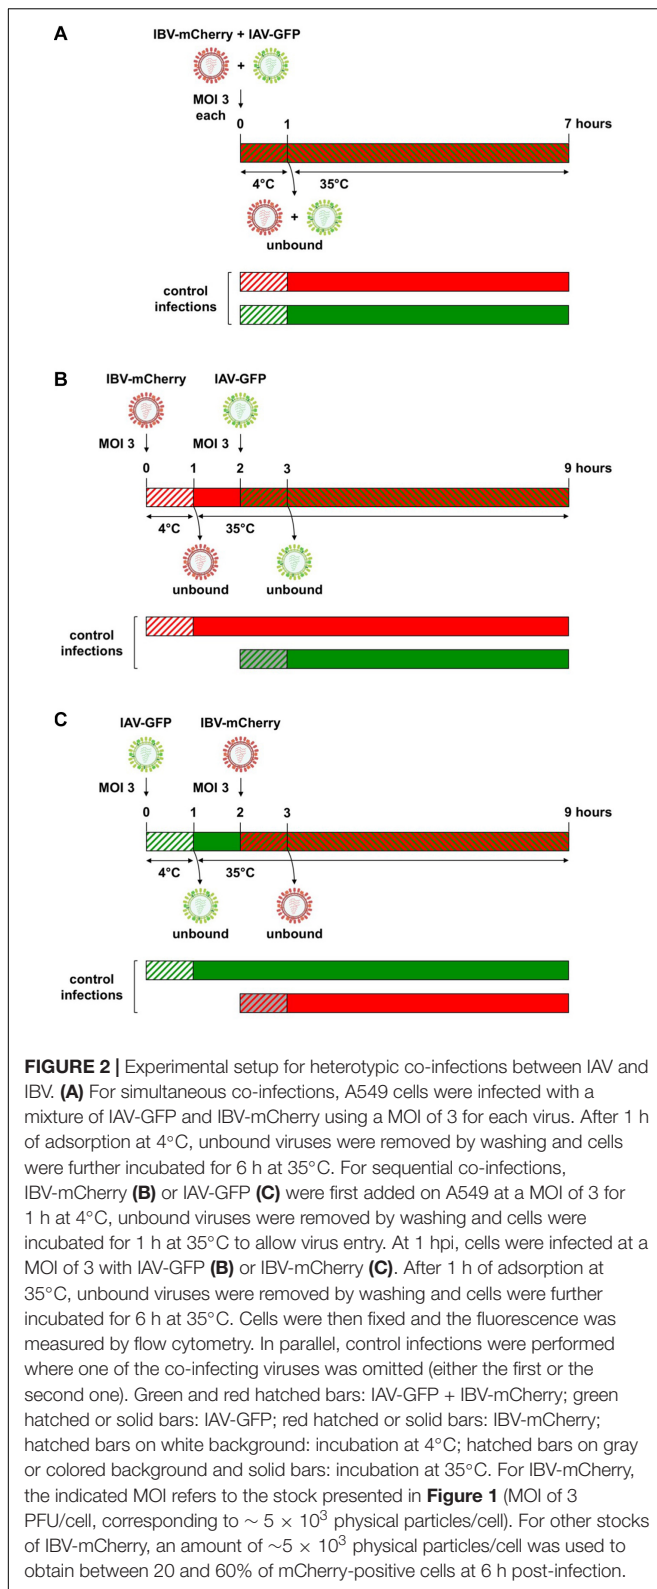 A
IBV-mCherry + IAV-GFP
+
MOI 3
each
0 1 7 hours
4°C 35°C
+
unbound
control
infections
B
IBV-mCherry IAV-GFP
MOI 3 MOI 3
0 1 2 3 9 hours
4°C 35°C
unbound unbound
control
infections
C
IAV-GFP IBV-mCherry
MOI 3 MOI 3
0 1 2 3 9 hours
4°C 35°C
unbound unbound
control
infections
FIGURE 2 | Experimental setup for heterotypic co-infections between IAV and
IBV. (A) For simultaneous co-infections, A549 cells were infected with a
mixture of IAV-GFP and IBV-mCherry using a MOI of 3 for each virus. After 1 h
of adsorption at 4°C, unbound viruses were removed by washing and cells
were further incubated for 6 h at 35°C. For sequential co-infections,
IBV-mCherry (B) or IAV-GFP (C) were first added on A549 at a MOI of 3 for
1 h at 4°C, unbound viruses were removed by washing and cells were
incubated for 1 h at 35°C to allow virus entry. At 1 hpi, cells were infected at a
MOI of 3 with IAV-GFP (B) or IBV-mCherry (C). After 1 h of adsorption at
35°C, unbound viruses were removed by washing and cells were further
incubated for 6 h at 35°C. Cells were then fixed and the fluorescence was
measured by flow cytometry. In parallel, control infections were performed
where one of the co-infecting viruses was omitted (either the first or the
second one). Green and red hatched bars: IAV-GFP + IBV-mCherry; green
hatched or solid bars: IAV-GFP; red hatched or solid bars: IBV-mCherry;
hatched bars on white background: incubation at 4°C; hatched bars on gray
or colored background and solid bars: incubation at 35°C. For IBV-mCherry,
the indicated MOI refers to the stock presented in Figure 1 (MOI of 3
PFU/cell, corresponding to ∼ 5 × 10³ physical particles/cell). For other stocks
of IBV-mCherry, an amount of ∼5 × 10³ physical particles/cell was used to
obtain between 20 and 60% of mCherry-positive cells at 6 h post-infection.